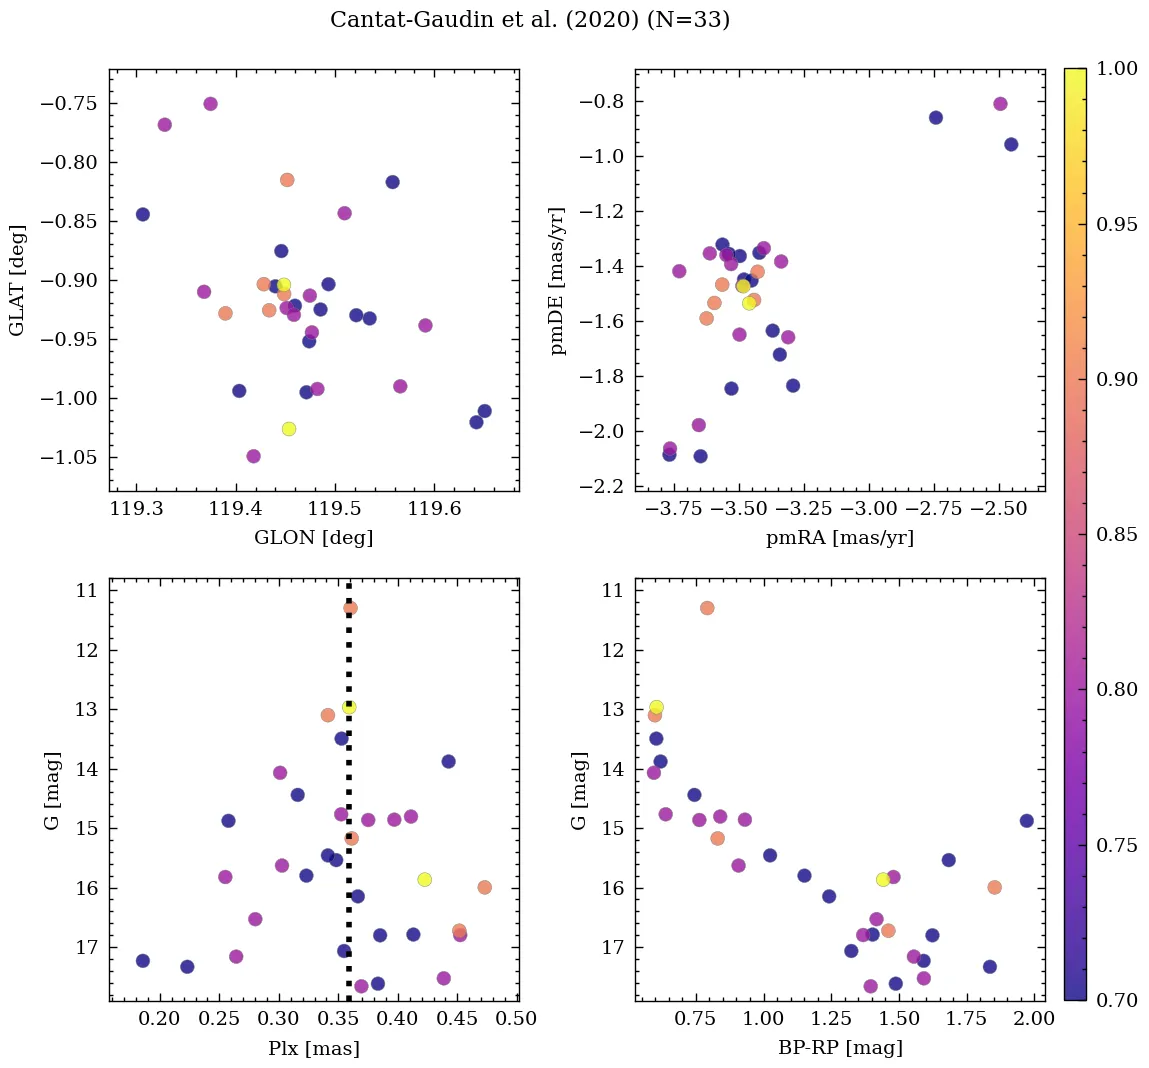 Cantat-Gaudin et al. (2020) (N=33)
−0.75
−0.80
−0.85
−0.90
−0.95
−1.00
−1.05
GLAT [deg]
119.3 119.4 119.5 119.6
GLON [deg]
−0.8
−1.0
−1.2
−1.4
−1.6
−1.8
−2.0
−2.2
pmDE [mas/yr]
−3.75 −3.50 −3.25 −3.00 −2.75 −2.50
pmRA [mas/yr]
11
12
13
14
15
16
17
G [mag]
0.20 0.25 0.30 0.35 0.40 0.45 0.50
Plx [mas]
11
12
13
14
15
16
17
G [mag]
0.75 1.00 1.25 1.50 1.75 2.00
BP-RP [mag]
1.00
0.95
0.90
0.85
0.80
0.75
0.70